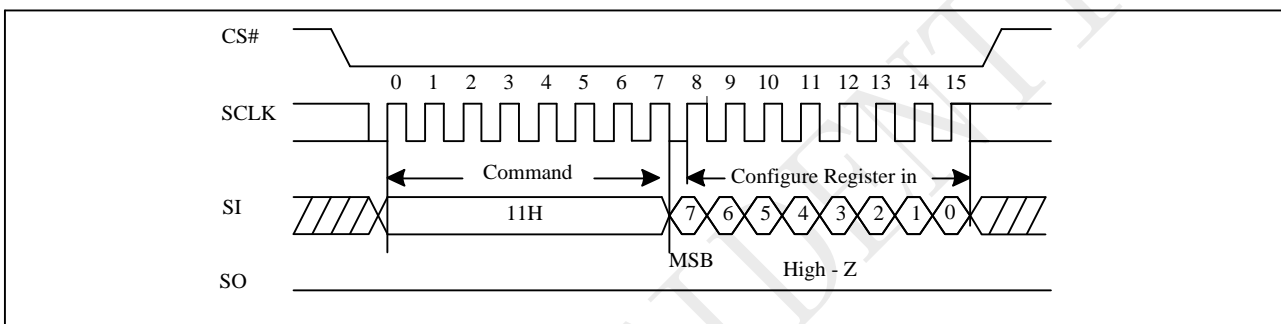 CS#
0 1 2 3 4 5 6 7 8 9 10 11 12 13 14 15
SCLK
Command Configure Register in
SI 11H 7 6 5 4 3 2 1 0
MSB High - Z
SO